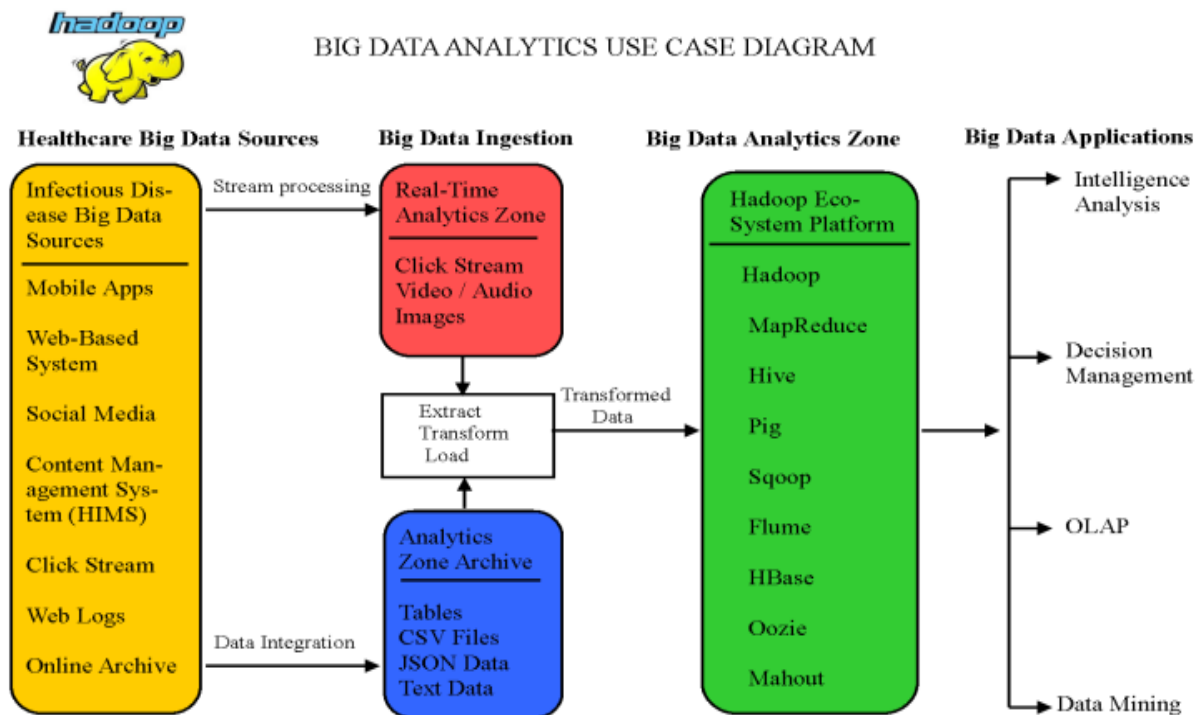 hadoop
BIG DATA ANALYTICS USE CASE DIAGRAM
Healthcare Big Data Sources
Big Data Ingestion
Big Data Analytics Zone
Big Data Applications
Infectious Dis-
ease Big Data
Sources
Mobile Apps
Web-Based
System
Social Media
Content Man-
agement Sys-
tem (HIMS)
Click Stream
Web Logs
Online Archive
Stream processing
Data Integration
Real-Time
Analytics Zone
Click Stream
Video / Audio
Images
Extract
Transform
Load
Analytics
Zone Archive
Tables
CSV Files
JSON Data
Text Data
Transformed
Data
Hadoop Eco-
System Platform
Hadoop
MapReduce
Hive
Pig
Sqoop
Flume
HBase
Oozie
Mahout
Intelligence
Analysis
Decision
Management
OLAP
Data Mining